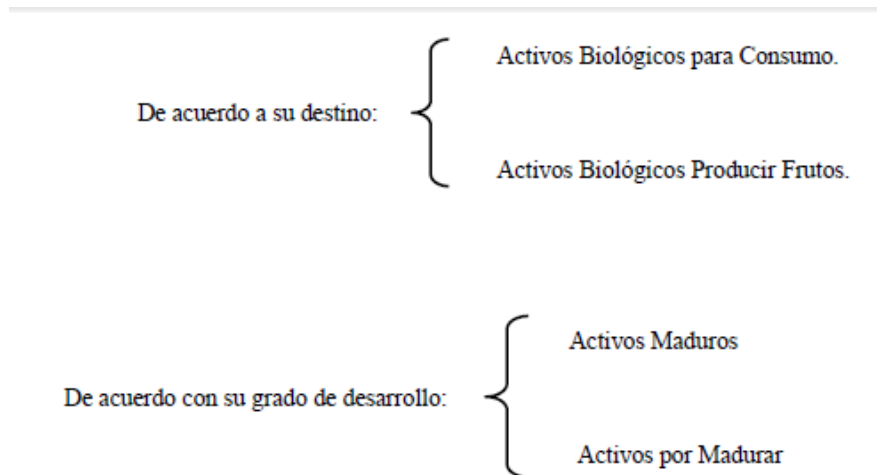 Activos Biológicos para Consumo.
De acuerdo a su destino:
Activos Biológicos Producir Frutos.
Activos Maduros
De acuerdo con su grado de desarrollo:
Activos por Madurar